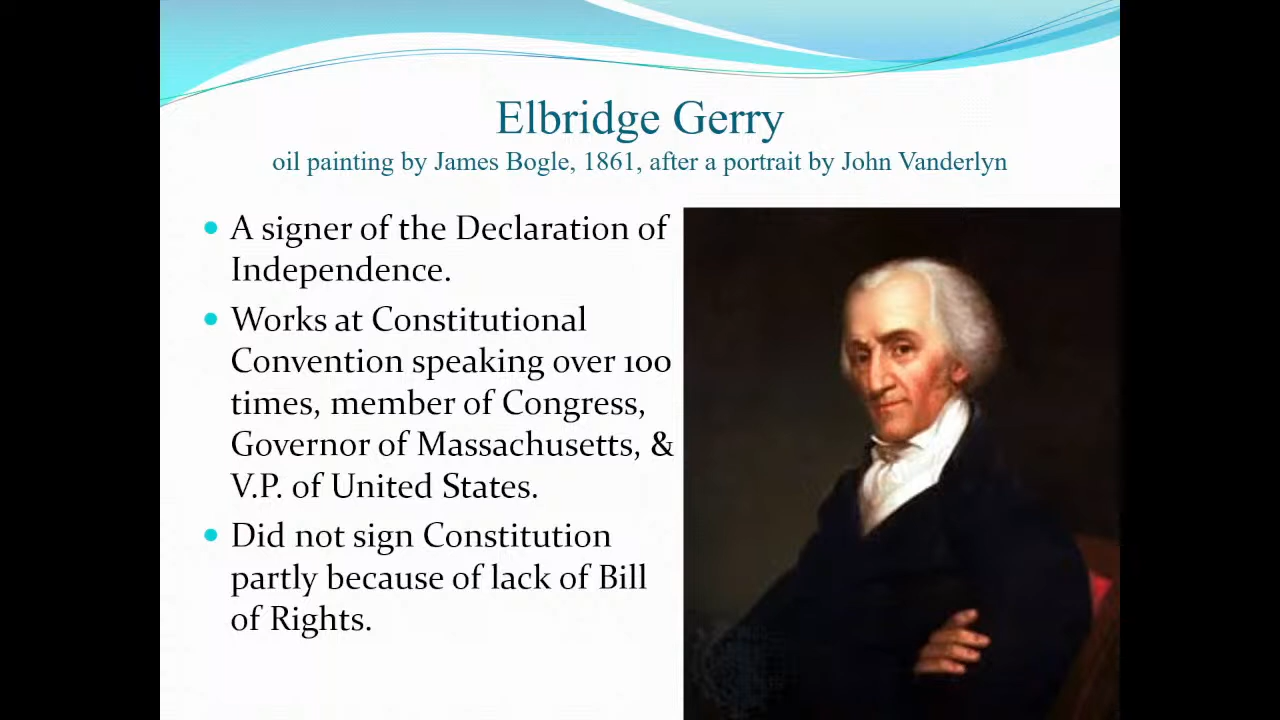 Elbridge Gerry
oil painting by James Bogle, 1861, after a portrait by John Vanderlyn
• A signer of the Declaration of
Independence.
• Works at Constitutional
Convention speaking over 100
times, member of Congress,
Governor of Massachusetts, &
V.P. of United States.
• Did not sign Constitution
partly because of lack of Bill
of Rights.